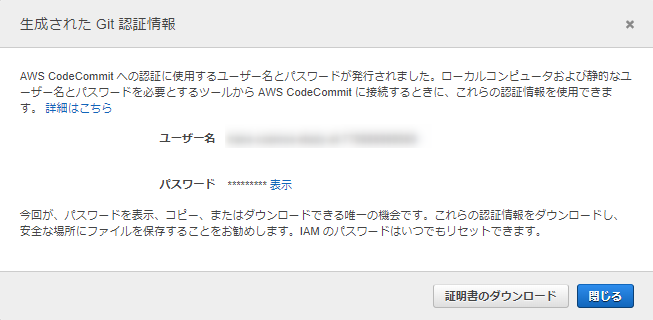 生成された Git 認証情報
AWS CodeCommit への認証に使用するユーザー名とパスワードが発行されました。ローカルコンピュータおよび静的なユ
ーザー名とパスワードを必要とするツールから AWS CodeCommit に接続するときに、これらの認証情報を使用できま
す。 詳細はこちら
ユーザー名
パスワード ********* 表示
今回が、パスワードを表示、コピー、またはダウンロードできる唯一の機会です。これらの認証情報をダウンロードし、
安全な場所にファイルを保存することをお勧めします。IAM のパスワードはいつでもリセットできます。
証明書のダウンロード 閉じる